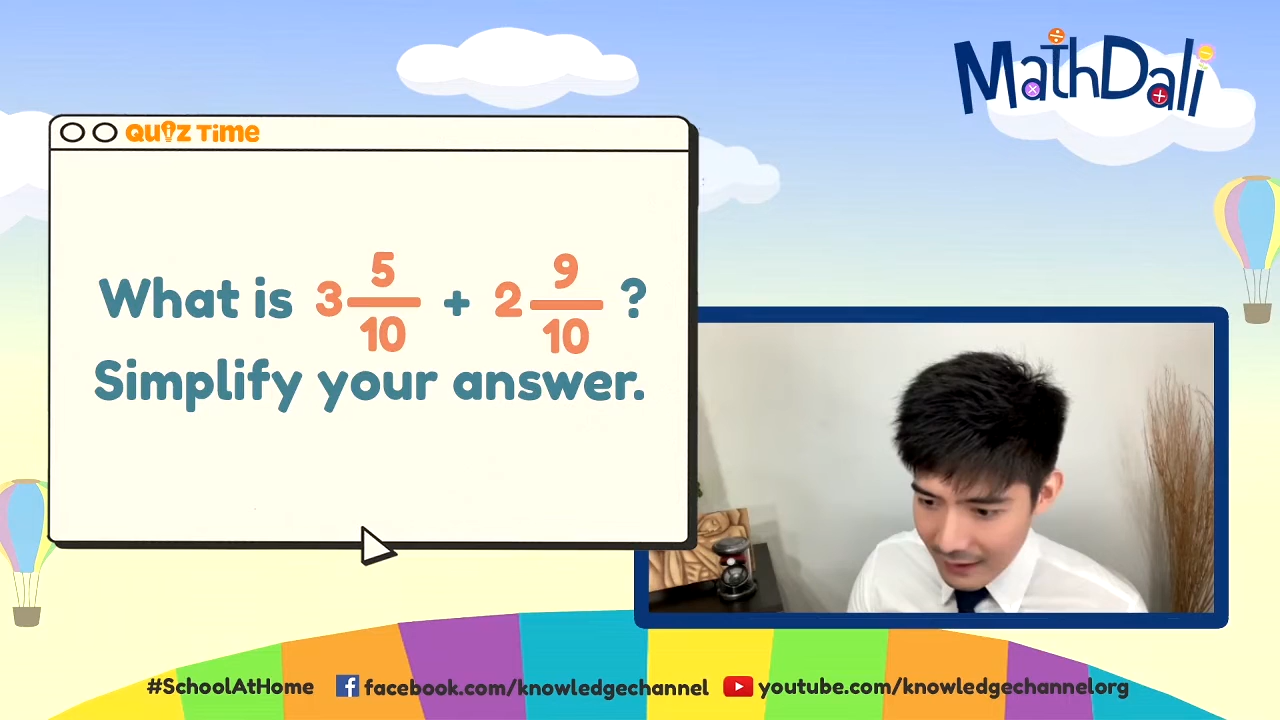 MathDali
QUIZ TIME
What is 3 5/10 + 2 9/10 ?
Simplify your answer.
#SchoolAtHome facebook.com/knowledgechannel youtube.com/knowledgechannelorg